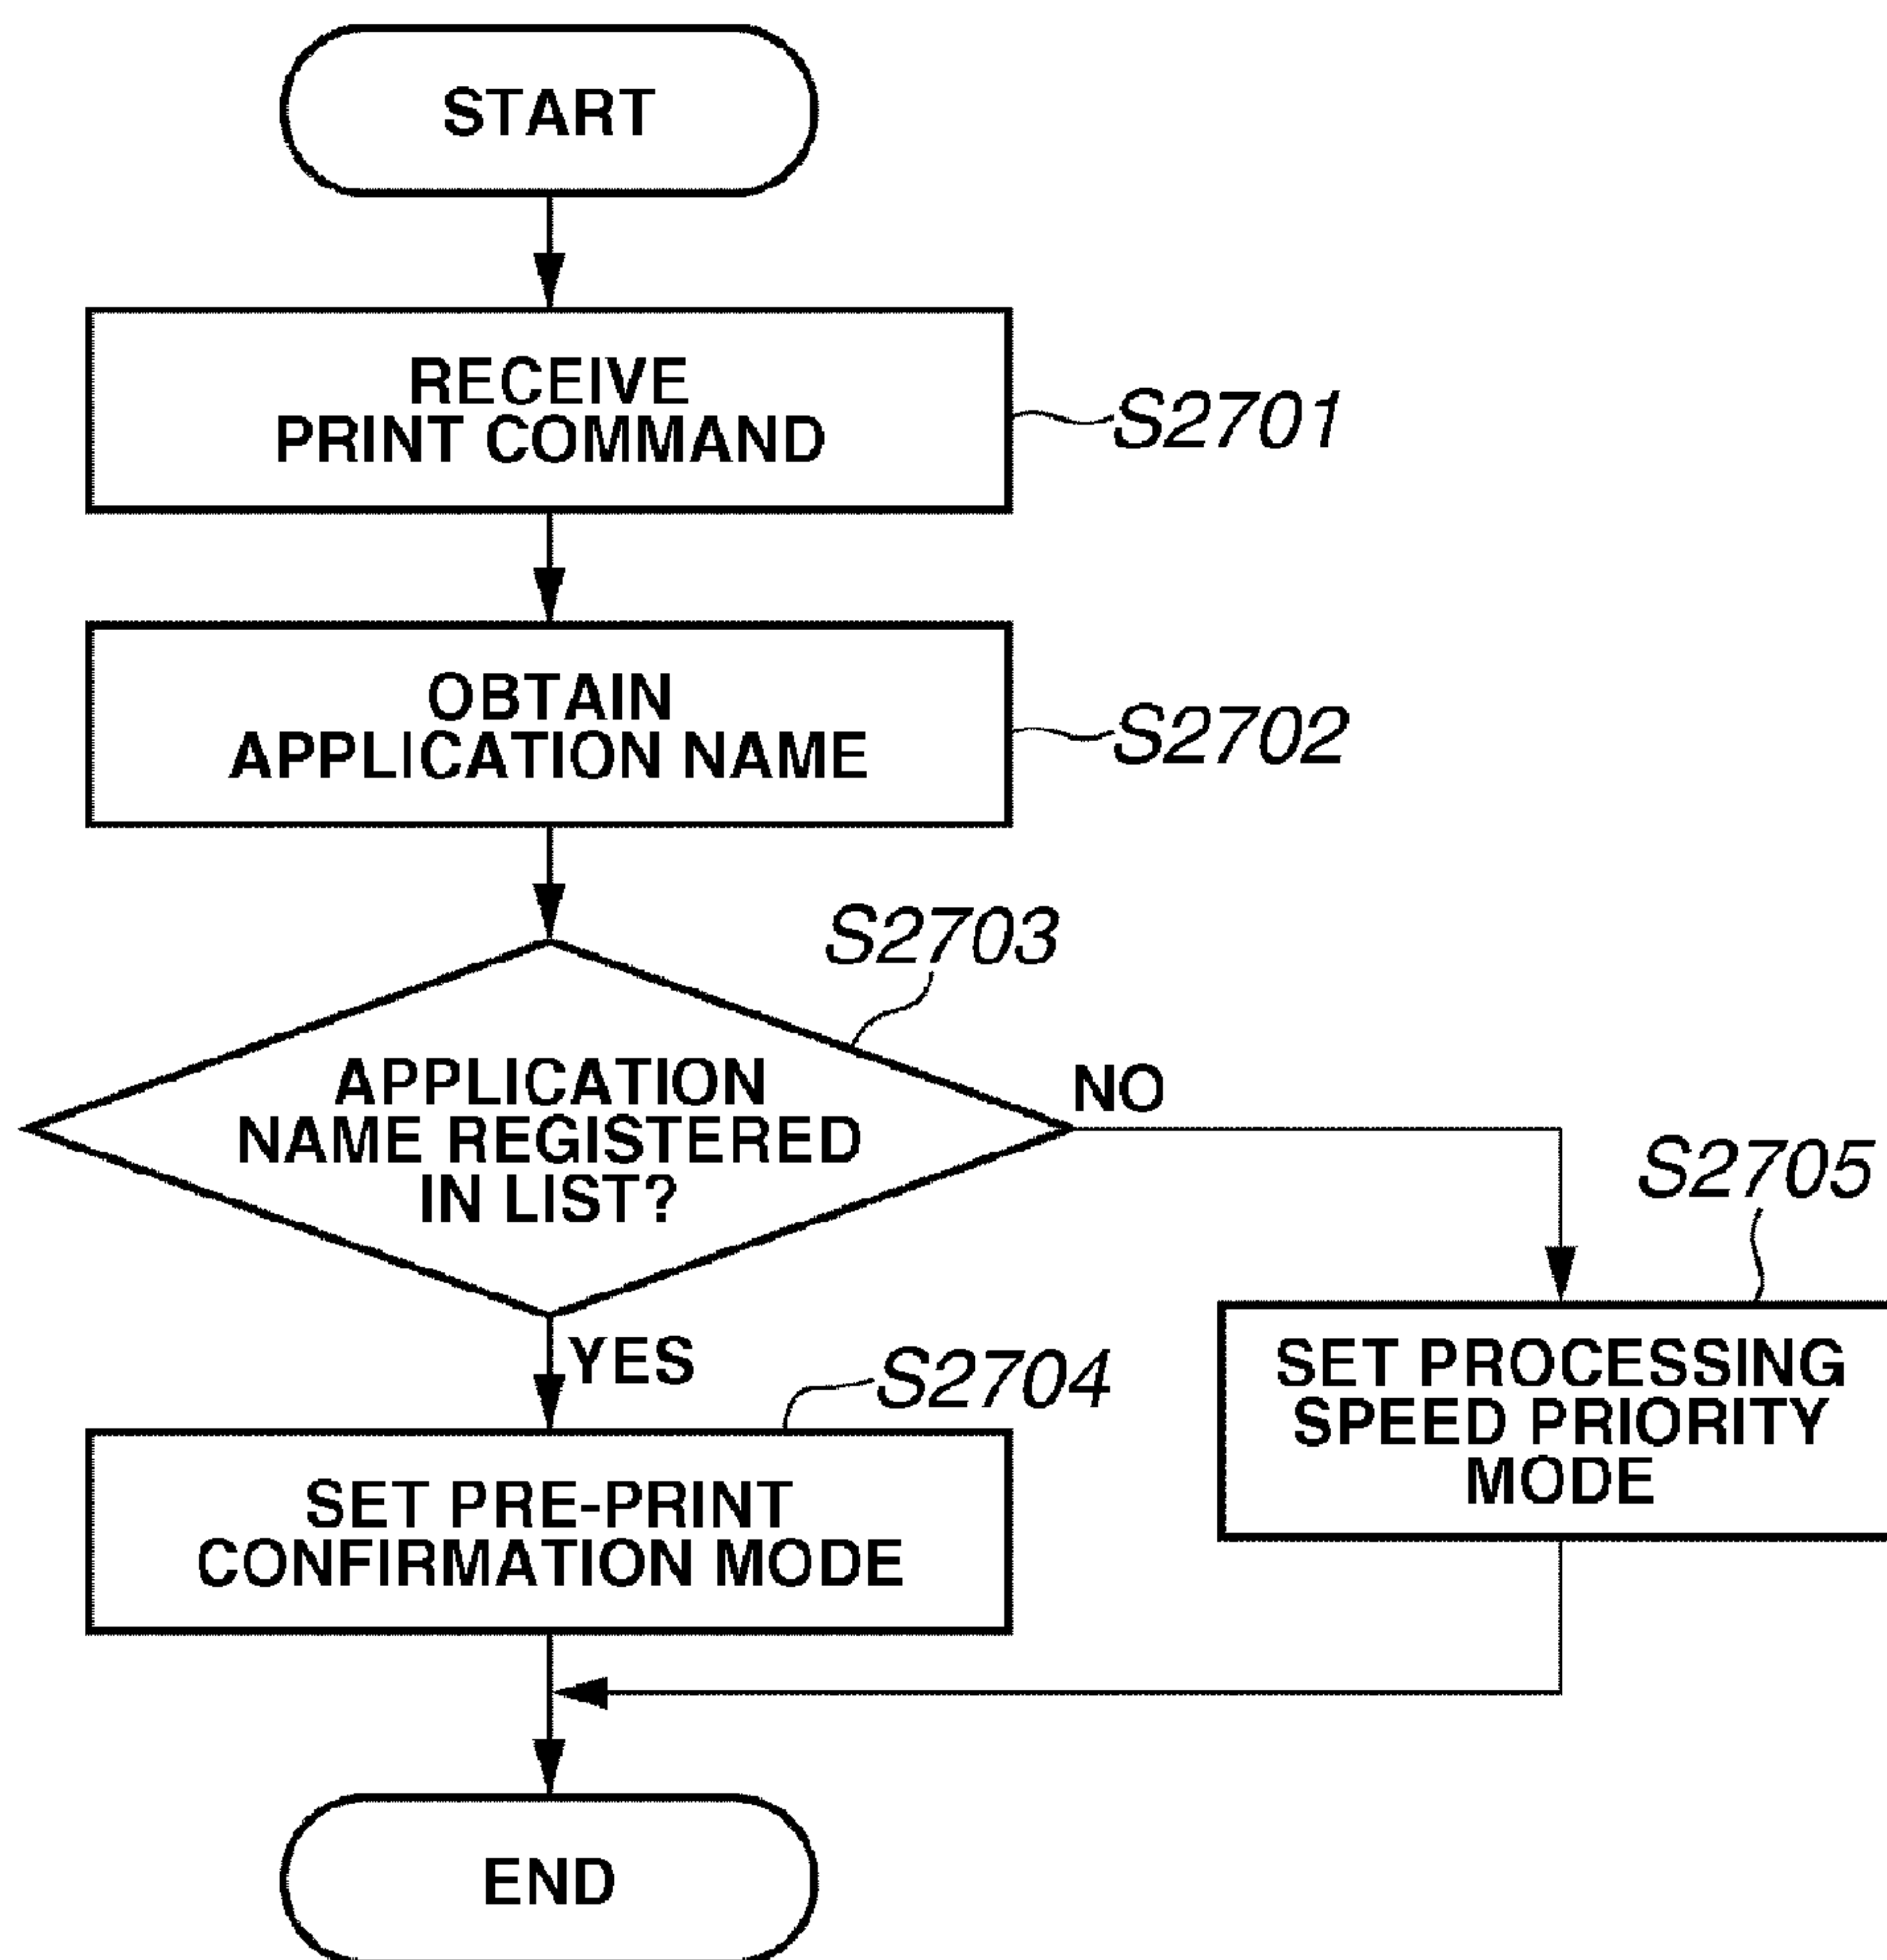 START
RECEIVE
PRINT COMMAND
S2701
OBTAIN
APPLICATION NAME
S2702
S2703
APPLICATION
NAME REGISTERED
IN LIST?
NO
S2705
YES
S2704
SET PROCESSING
SPEED PRIORITY
MODE
SET PRE-PRINT
CONFIRMATION MODE
END